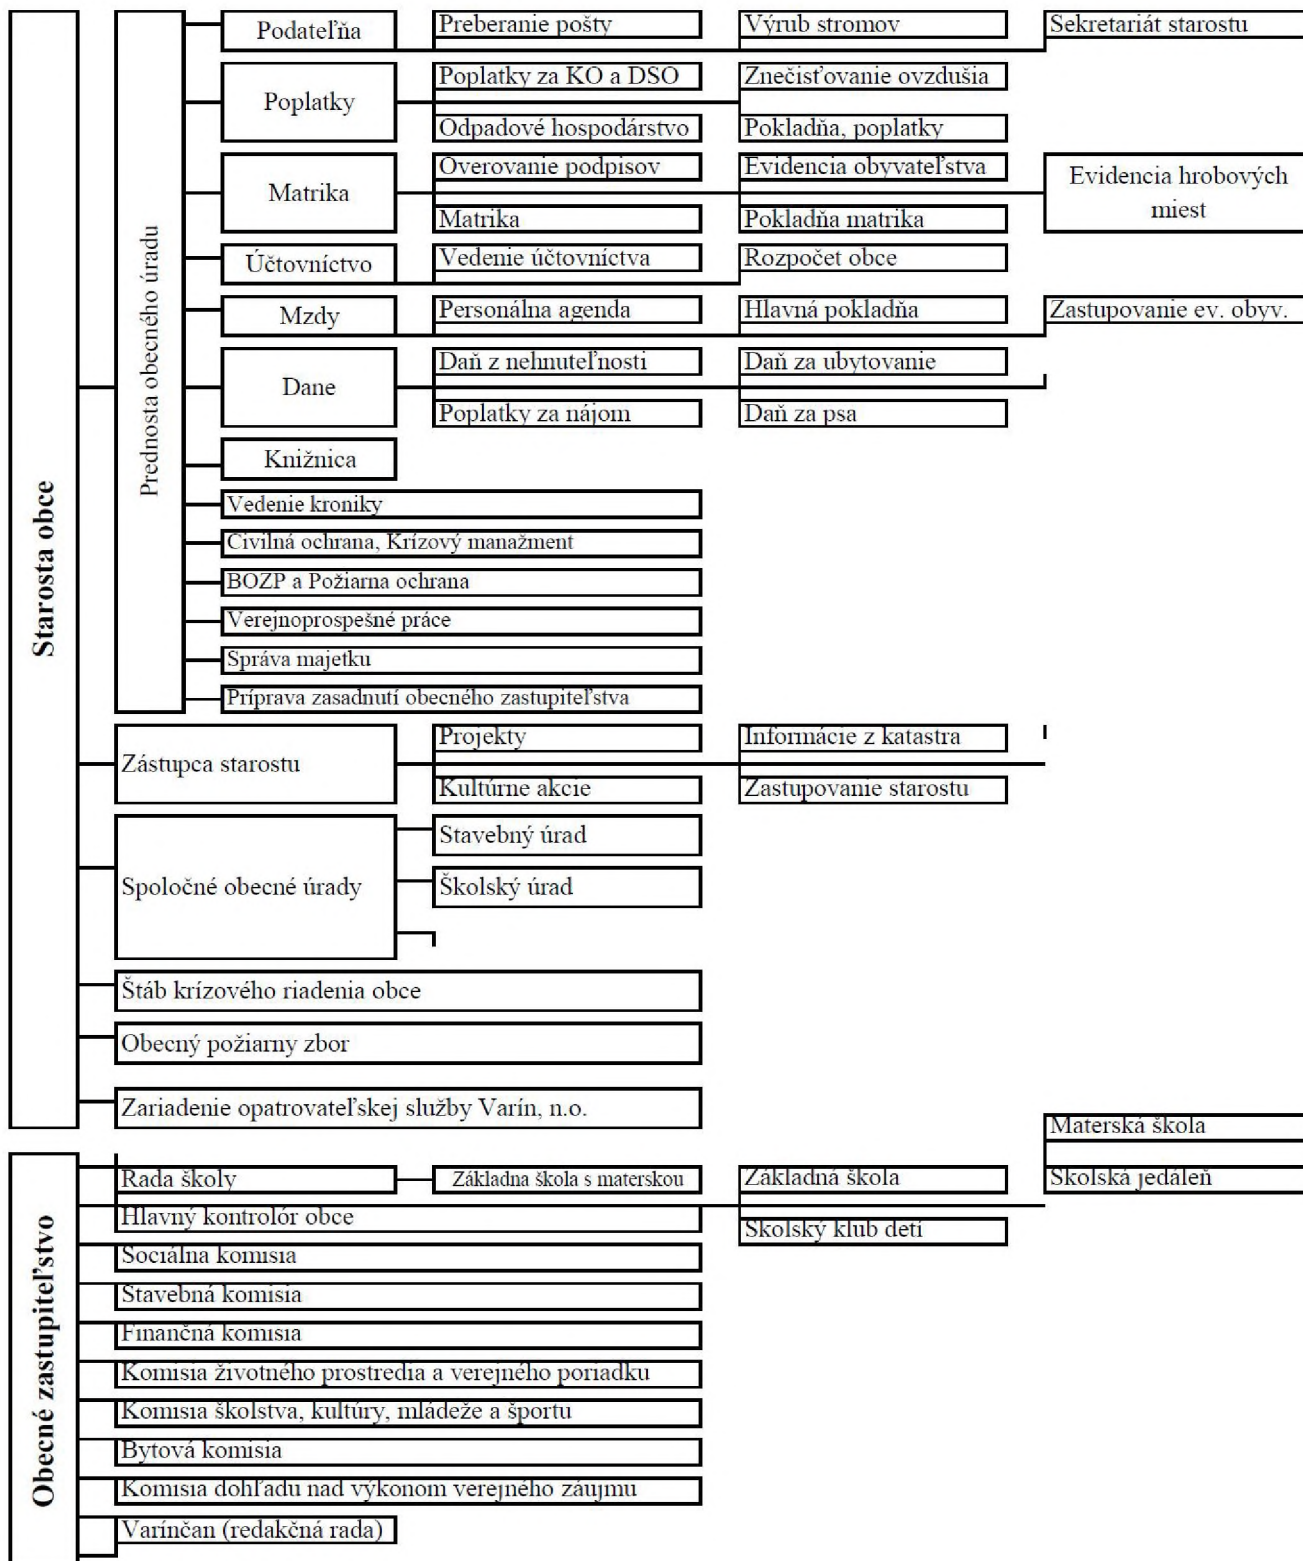 Starosta obce
Prednosta obecného úradu
Podateľňa
Preberanie pošty
Výrub stromov
Sekretariát starostu
Poplatky
Poplatky za KO a DSO
Znečisťovanie ovzdušia
Odpadové hospodárstvo
Pokladňa, poplatky
Matrika
Overovanie podpisov
Evidencia obyvateľstva
Evidencia hrobových
miest
Matrika
Pokladňa matrika
Účtovníctvo
Vedenie účtovníctva
Rozpočet obce
Mzdy
Personálna agenda
Hlavná pokladňa
Zastupovanie ev. obyv.
Dane
Daň z nehnuteľnosti
Daň za ubytovanie
Poplatky za nájom
Daň za psa
Knižnica
Vedenie kroniky
Civilná ochrana, Krízový manažment
BOZP a Požiarna ochrana
Verejnoprospešné práce
Správa majetku
Príprava zasadnutí obecného zastupiteľstva
Zástupca starostu
Projekty
Informácie z katastra
Kultúrne akcie
Zastupovanie starostu
Spoločné obecné úrady
Stavebný úrad
Školský úrad
Štáb krízového riadenia obce
Obecný požiarny zbor
Zariadenie opatrovateľskej služby Varín, n.o.
Obecné zastupiteľstvo
Materská škola
Rada školy
Základna škola s materskou
Základná škola
Skolská jedáleň
Hlavný kontrolór obce
Skolský klub detí
Sociálna komisia
Stavebná komisia
Finančná komisia
Komisia životného prostredia a verejného poriadku
Komisia školstva, kultúry, mládeže a športu
Bytová komisia
Komisia dohľadu nad výkonom verejného záujmu
Varínčan (redakčná rada)